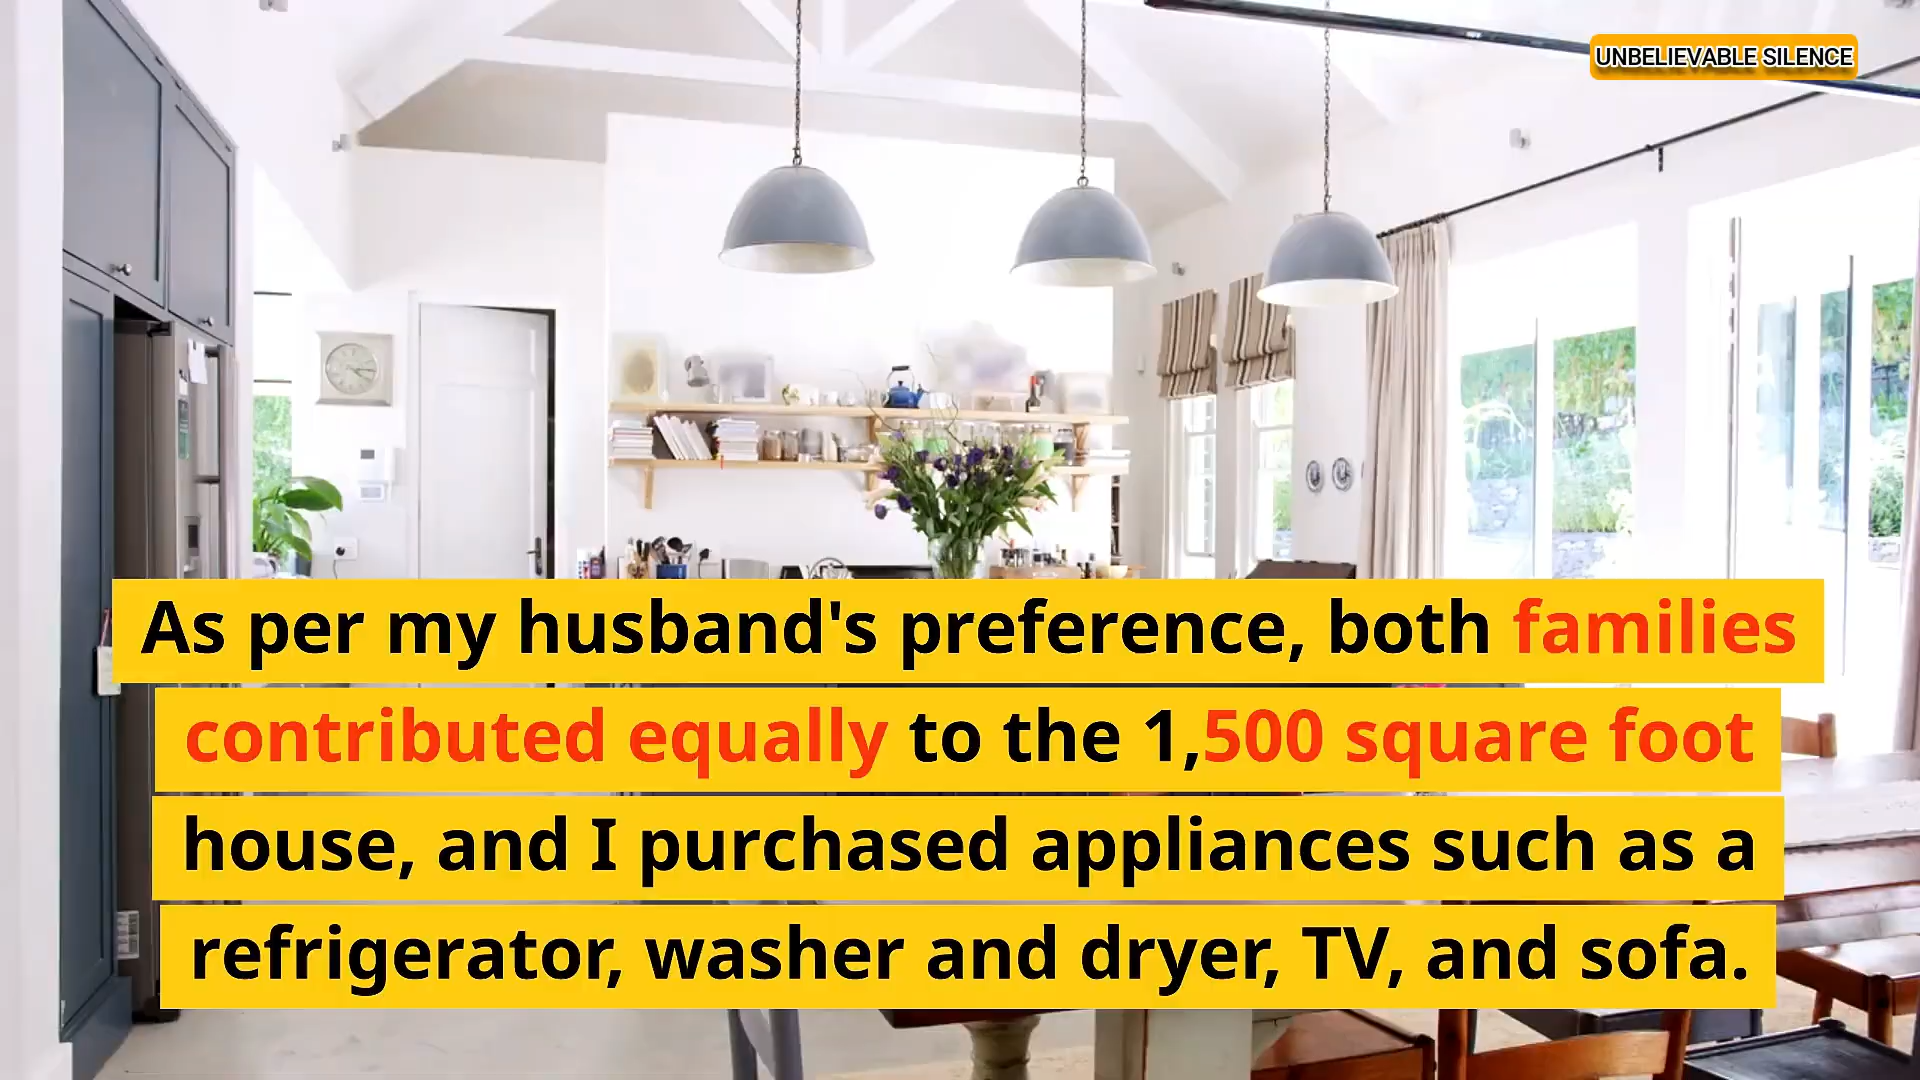 UNBELIEVABLE SILENCE
As per my husband's preference, both families
contributed equally to the 1,500 square foot
house, and I purchased appliances such as a
refrigerator, washer and dryer, TV, and sofa.